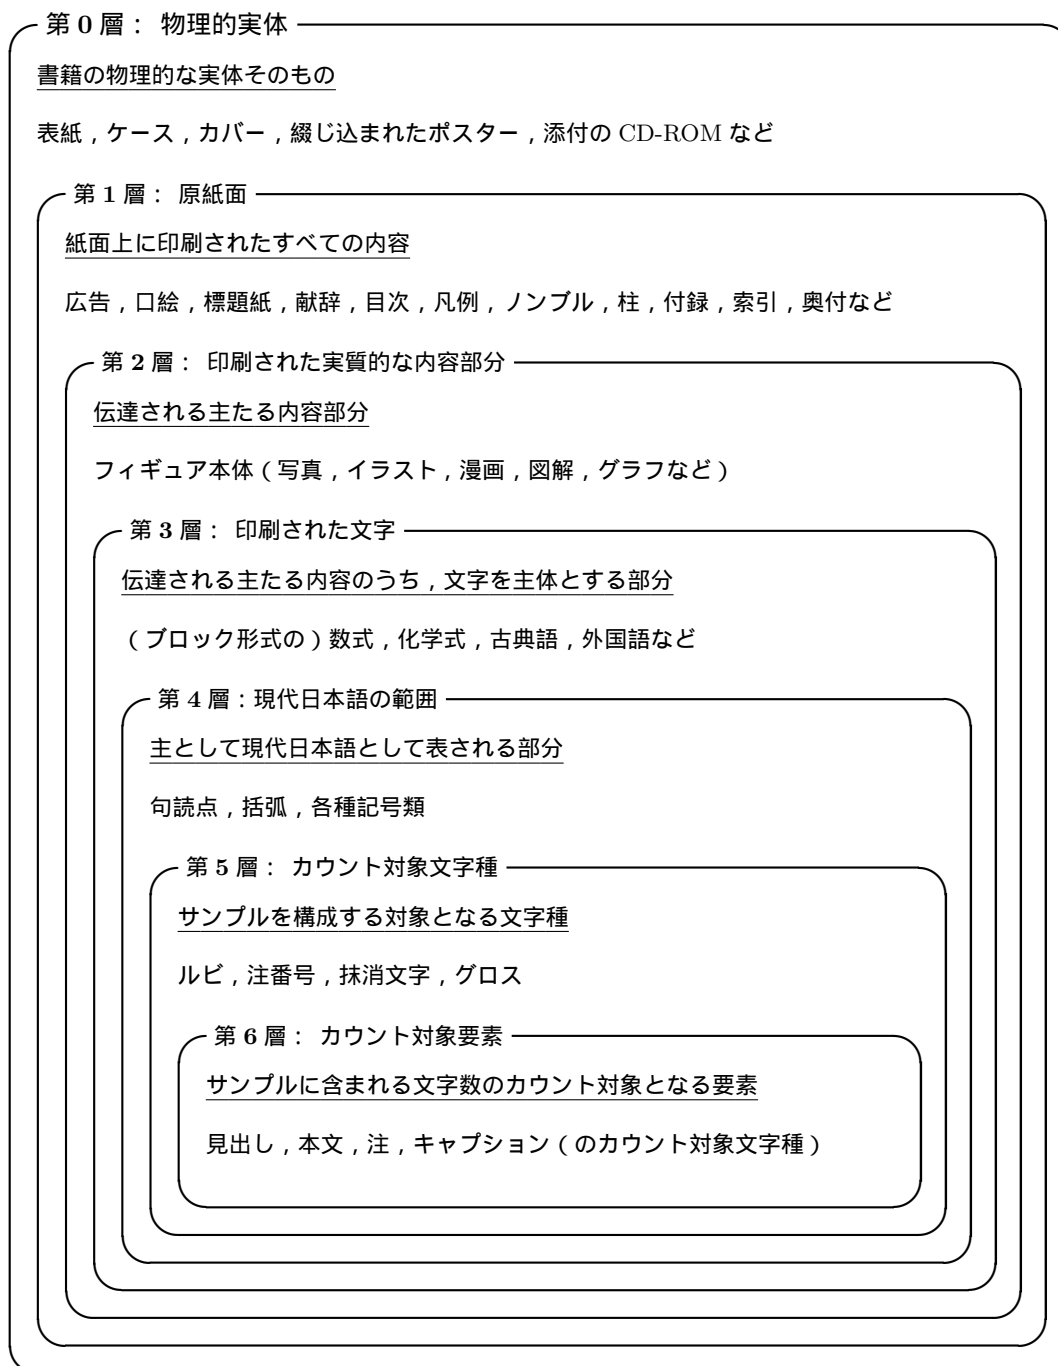 第 0 層： 物理的実体
書籍の物理的な実体そのもの
表紙，ケース，カバー，綴じ込まれたポスター，添付の CD-ROM など
第 1 層： 原紙面
紙面上に印刷されたすべての内容
広告，口絵，標題紙，献辞，目次，凡例，ノンブル，柱，付録，索引，奥付など
第 2 層： 印刷された実質的な内容部分
伝達される主たる内容部分
フィギュア本体（写真，イラスト，漫画，図解，グラフなど）
第 3 層： 印刷された文字
伝達される主たる内容のうち，文字を主体とする部分
（ブロック形式の）数式，化学式，古典語，外国語など
第 4 層：現代日本語の範囲
主として現代日本語として表される部分
句読点，括弧，各種記号類
第 5 層： カウント対象文字種
サンプルを構成する対象となる文字種
ルビ，注番号，抹消文字，グロス
第 6 層： カウント対象要素
サンプルに含まれる文字数のカウント対象となる要素
見出し，本文，注，キャプション（のカウント対象文字種）